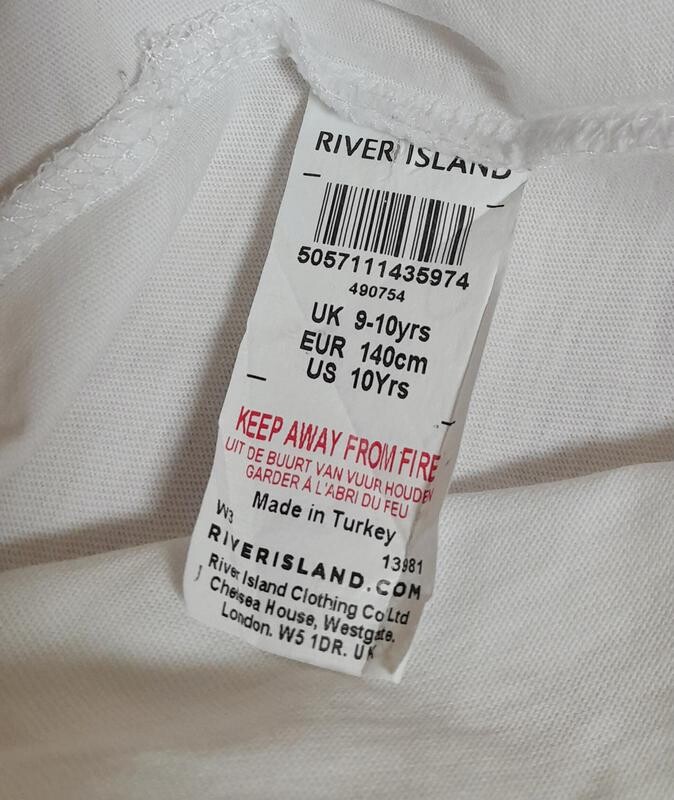 RIVER ISLAND
5057111435974
490754
UK 9-10yrs
EUR 140cm
US 10Yrs
KEEP AWAY FROM FIRE
UIT DE BUURT VAN VUUR HOUDEN
GARDER À L'ABRI DU FEU
Made in Turkey
W3 13981
RIVERISLAND.COM
River Island Clothing Co Ltd
Chelsea House, Westgate.
London. W5 1DR. UK